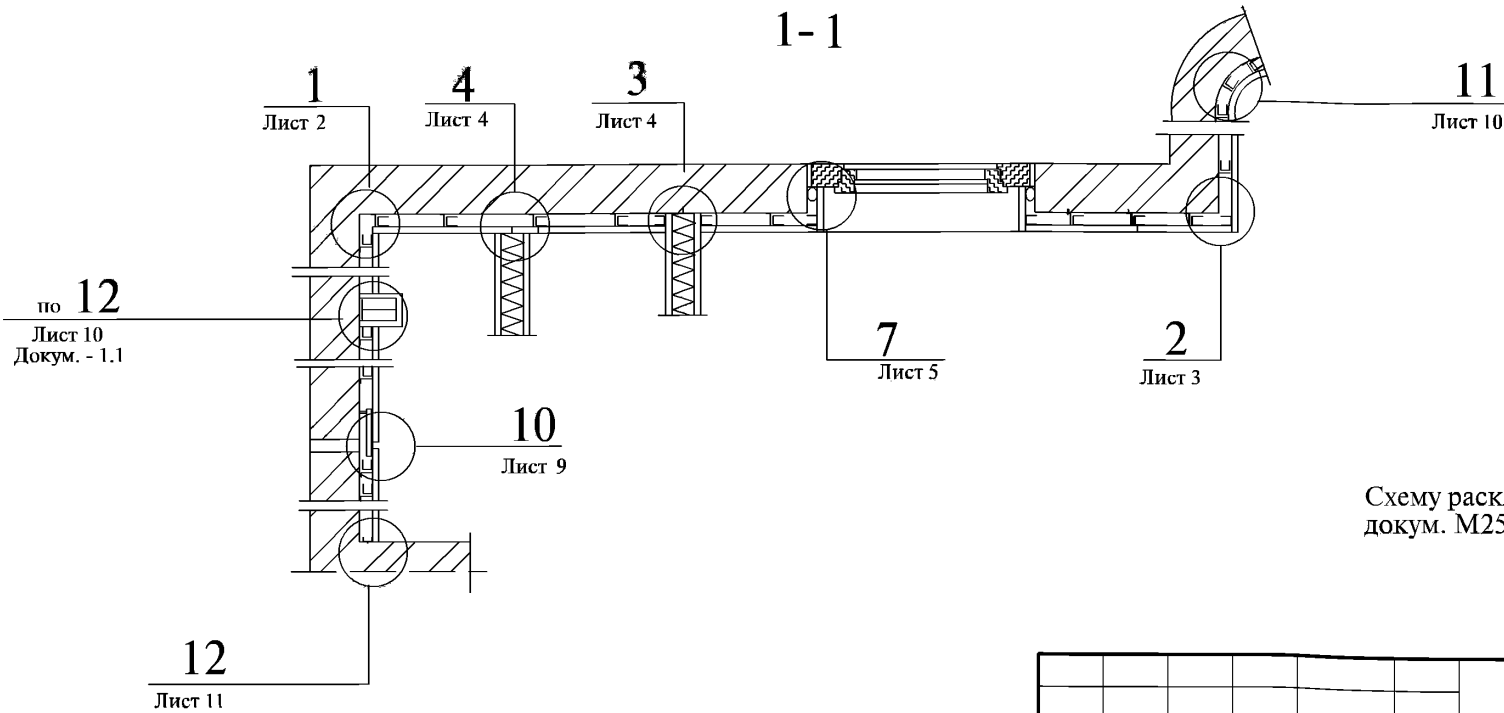 1-1
1
Лист 2
4
Лист 4
3
Лист 4
11
Лист 10
по 12
Лист 10
Докум. - 1.1
7
Лист 5
2
Лист 3
10
Лист 9
Схему раск
докум. М25
12
Лист 11